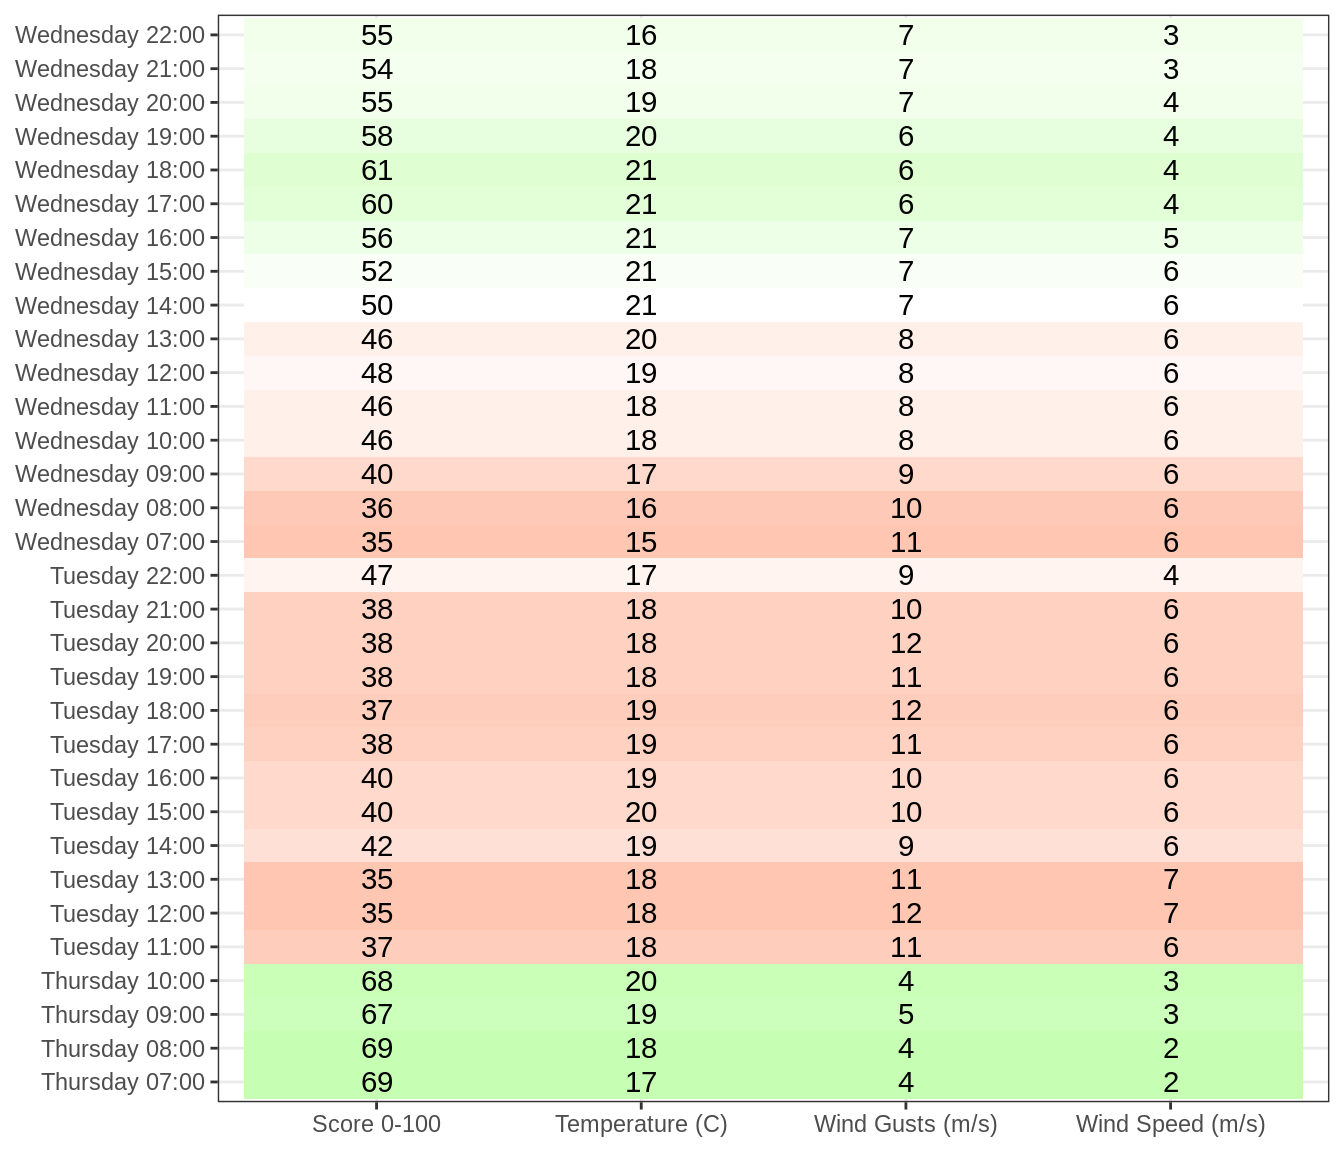 Wednesday 22:00 55 16 7 3
Wednesday 21:00 54 18 7 3
Wednesday 20:00 55 19 7 4
Wednesday 19:00 58 20 6 4
Wednesday 18:00 61 21 6 4
Wednesday 17:00 60 21 6 4
Wednesday 16:00 56 21 7 5
Wednesday 15:00 52 21 7 6
Wednesday 14:00 50 21 7 6
Wednesday 13:00 46 20 8 6
Wednesday 12:00 48 19 8 6
Wednesday 11:00 46 18 8 6
Wednesday 10:00 46 18 8 6
Wednesday 09:00 40 17 9 6
Wednesday 08:00 36 16 10 6
Wednesday 07:00 35 15 11 6
Tuesday 22:00 47 17 9 4
Tuesday 21:00 38 18 10 6
Tuesday 20:00 38 18 12 6
Tuesday 19:00 38 18 11 6
Tuesday 18:00 37 19 12 6
Tuesday 17:00 38 19 11 6
Tuesday 16:00 40 19 10 6
Tuesday 15:00 40 20 10 6
Tuesday 14:00 42 19 9 6
Tuesday 13:00 35 18 11 7
Tuesday 12:00 35 18 12 7
Tuesday 11:00 37 18 11 6
Thursday 10:00 68 20 4 3
Thursday 09:00 67 19 5 3
Thursday 08:00 69 18 4 2
Thursday 07:00 69 17 4 2
Score 0-100 Temperature (C) Wind Gusts (m/s) Wind Speed (m/s)